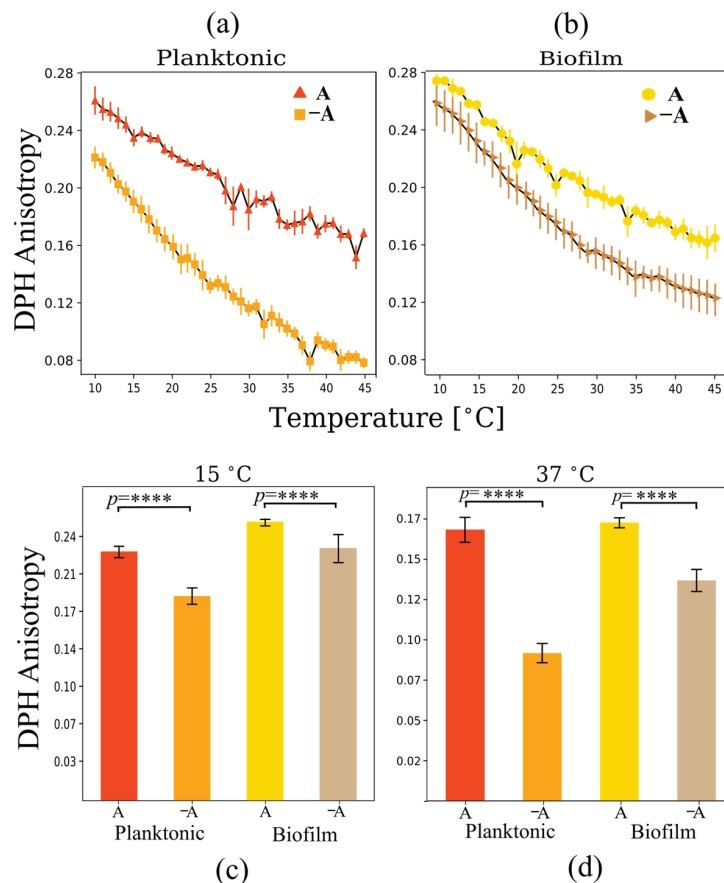 (a)
Planktonic
0.28
0.24
0.20
0.16
0.12
0.08
A
−A
10 15 20 25 30 35 40 45
(b)
Biofilm
0.28
0.24
0.20
0.16
0.12
0.08
A
−A
10 15 20 25 30 35 40 45
DPH Anisotropy
Temperature [°C]
15 °C
p=****
p=****
0.24
0.21
0.17
0.14
0.10
0.07
0.03
A −A A −A
Planktonic Biofilm
(c)
37 °C
p=****
p=****
0.17
0.15
0.12
0.10
0.07
0.05
0.02
A −A A −A
Planktonic Biofilm
(d)
DPH Anisotropy